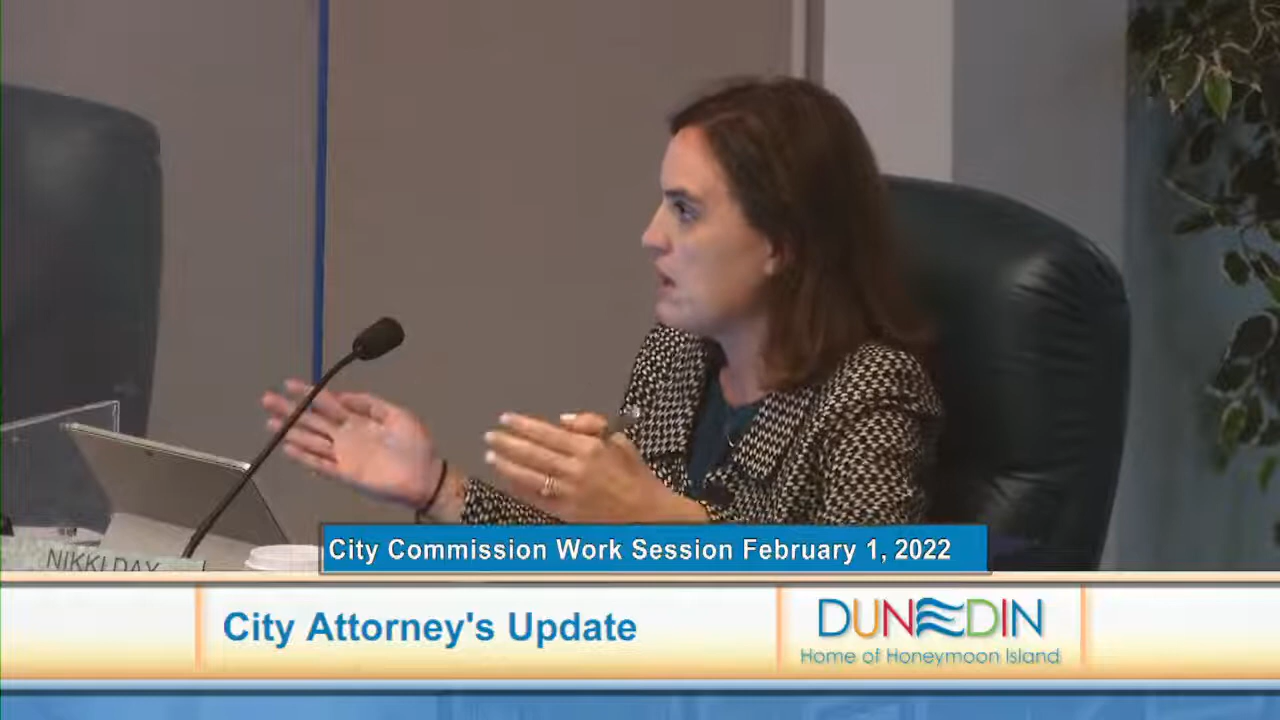 NIKKI DAY
City Commission Work Session February 1, 2022
City Attorney's Update
DUNEDIN
Home of Honeymoon Island